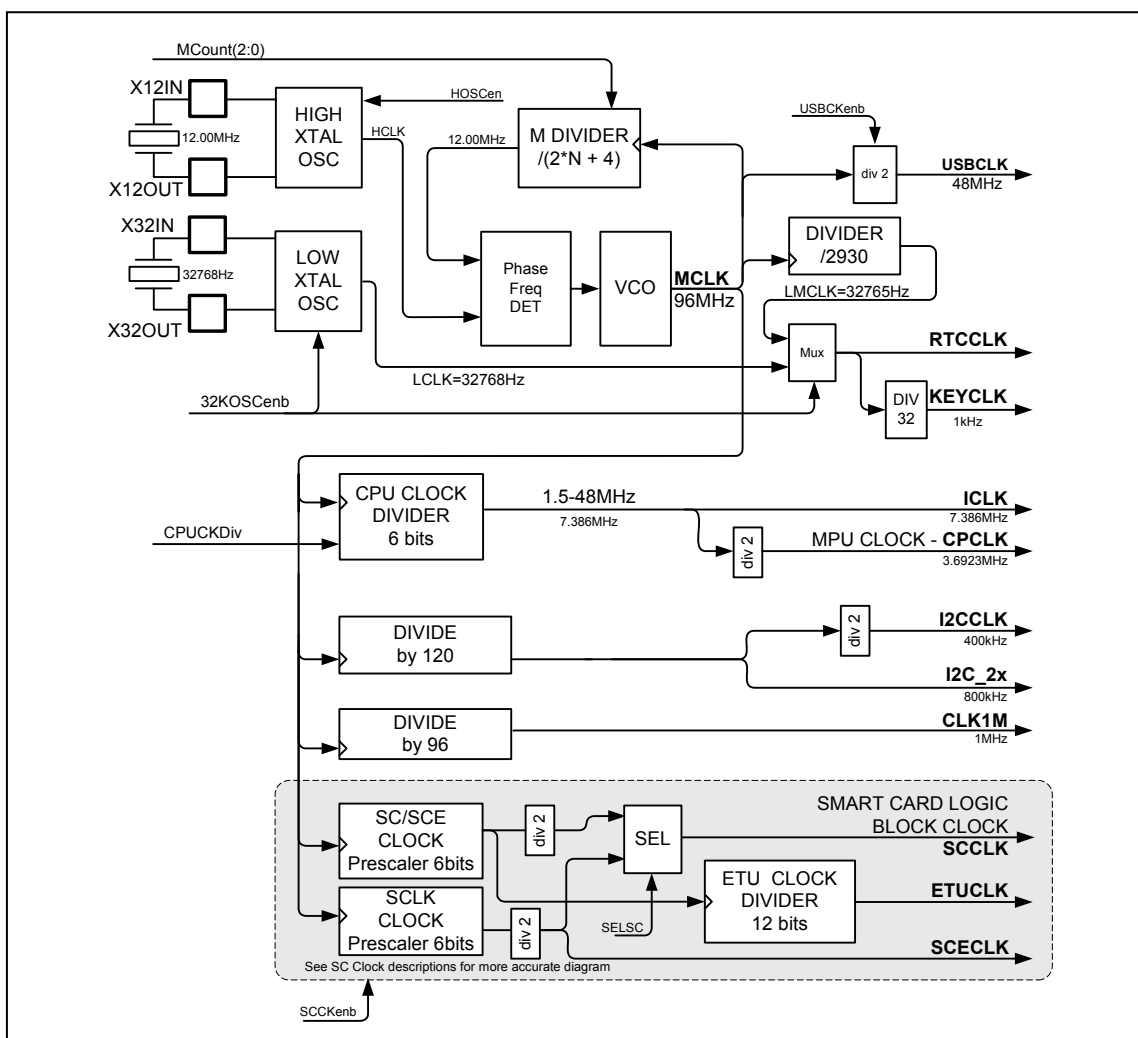 MCount(2:0)
X12IN
12.00MHz
X12OUT
HIGH
XTAL
OSC
HOSCen
HCLK
12.00MHz
M DIVIDER
/(2*N + 4)
USBCKenb
div 2
USBCLK
48MHz
X32IN
32768Hz
X32OUT
LOW
XTAL
OSC
Phase
Freq
DET
VCO
MCLK
96MHz
DIVIDER
/2930
LMCLK=32765Hz
Mux
RTCCLK
LCLK=32768Hz
32KOSCenb
DIV
32
KEYCLK
1kHz
CPU CLOCK
DIVIDER
6 bits
CPUCKDiv
1.5-48MHz
7.386MHz
ICLK
7.386MHz
div 2
MPU CLOCK - CPCLK
3.6923MHz
DIVIDE
by 120
div 2
I2CCLK
400kHz
I2C_2x
800kHz
DIVIDE
by 96
CLK1M
1MHz
SC/SCE
CLOCK
Prescaler 6bits
div 2
SEL
SMART CARD LOGIC
BLOCK CLOCK
SCCLK
SCLK
CLOCK
Prescaler 6bits
div 2
SELSC
ETU CLOCK
DIVIDER
12 bits
ETUCLK
SCECLK
See SC Clock descriptions for more accurate diagram
SCCKenb